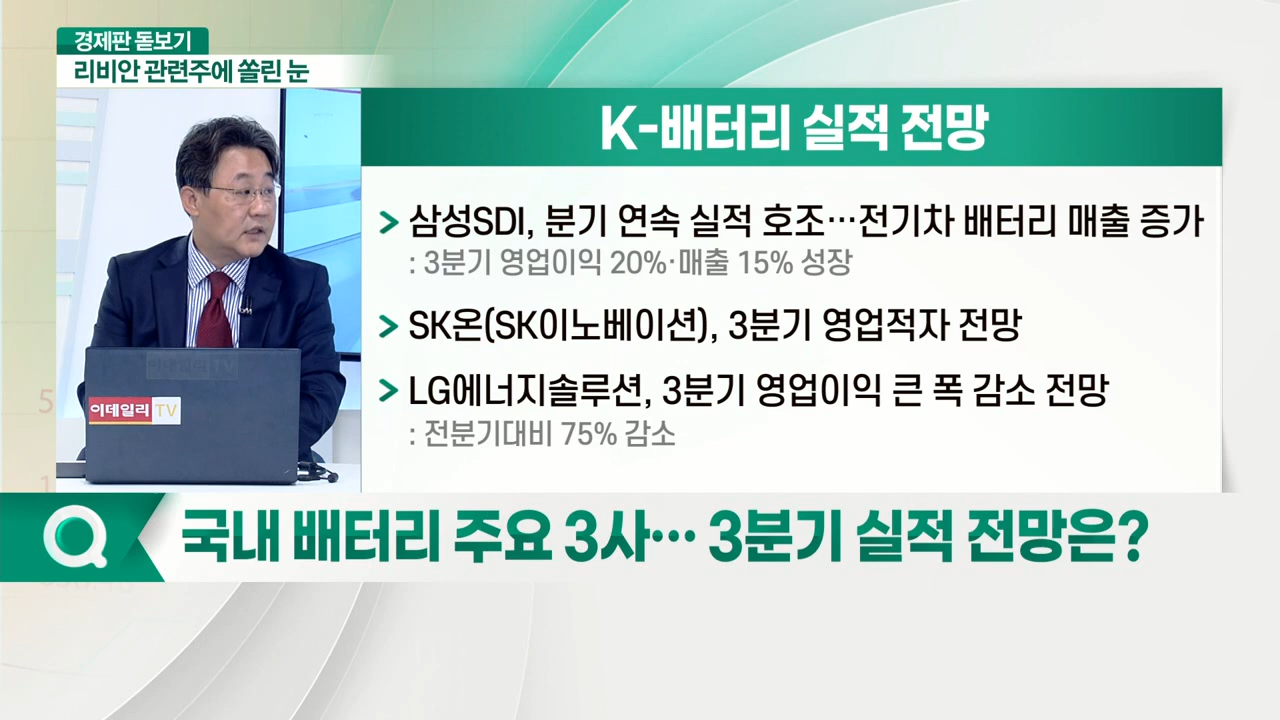 경제판 돋보기
리비안 관련주에 쏠린 눈
K-배터리 실적 전망
삼성SDI, 분기 연속 실적 호조…전기차 배터리 매출 증가
: 3분기 영업이익 20%·매출 15% 성장
SK온(SK이노베이션), 3분기 영업적자 전망
LG에너지솔루션, 3분기 영업이익 큰 폭 감소 전망
: 전분기대비 75% 감소
이데일리 TV
이데일리TV
국내 배터리 주요 3사… 3분기 실적 전망은?